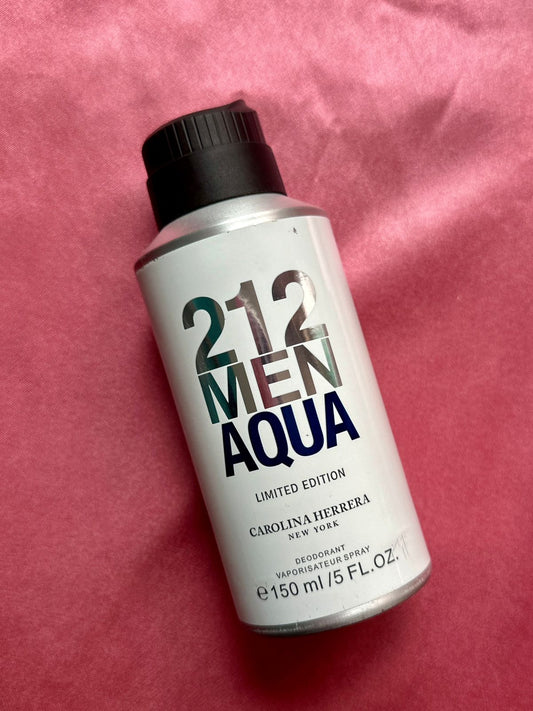 212
MEN
AQUA
LIMITED EDITION
CAROLINA HERRERA
NEW YORK
DEODORANT
VAPORISATEUR SPRAY
℮150 ml /5 FL.OZ.